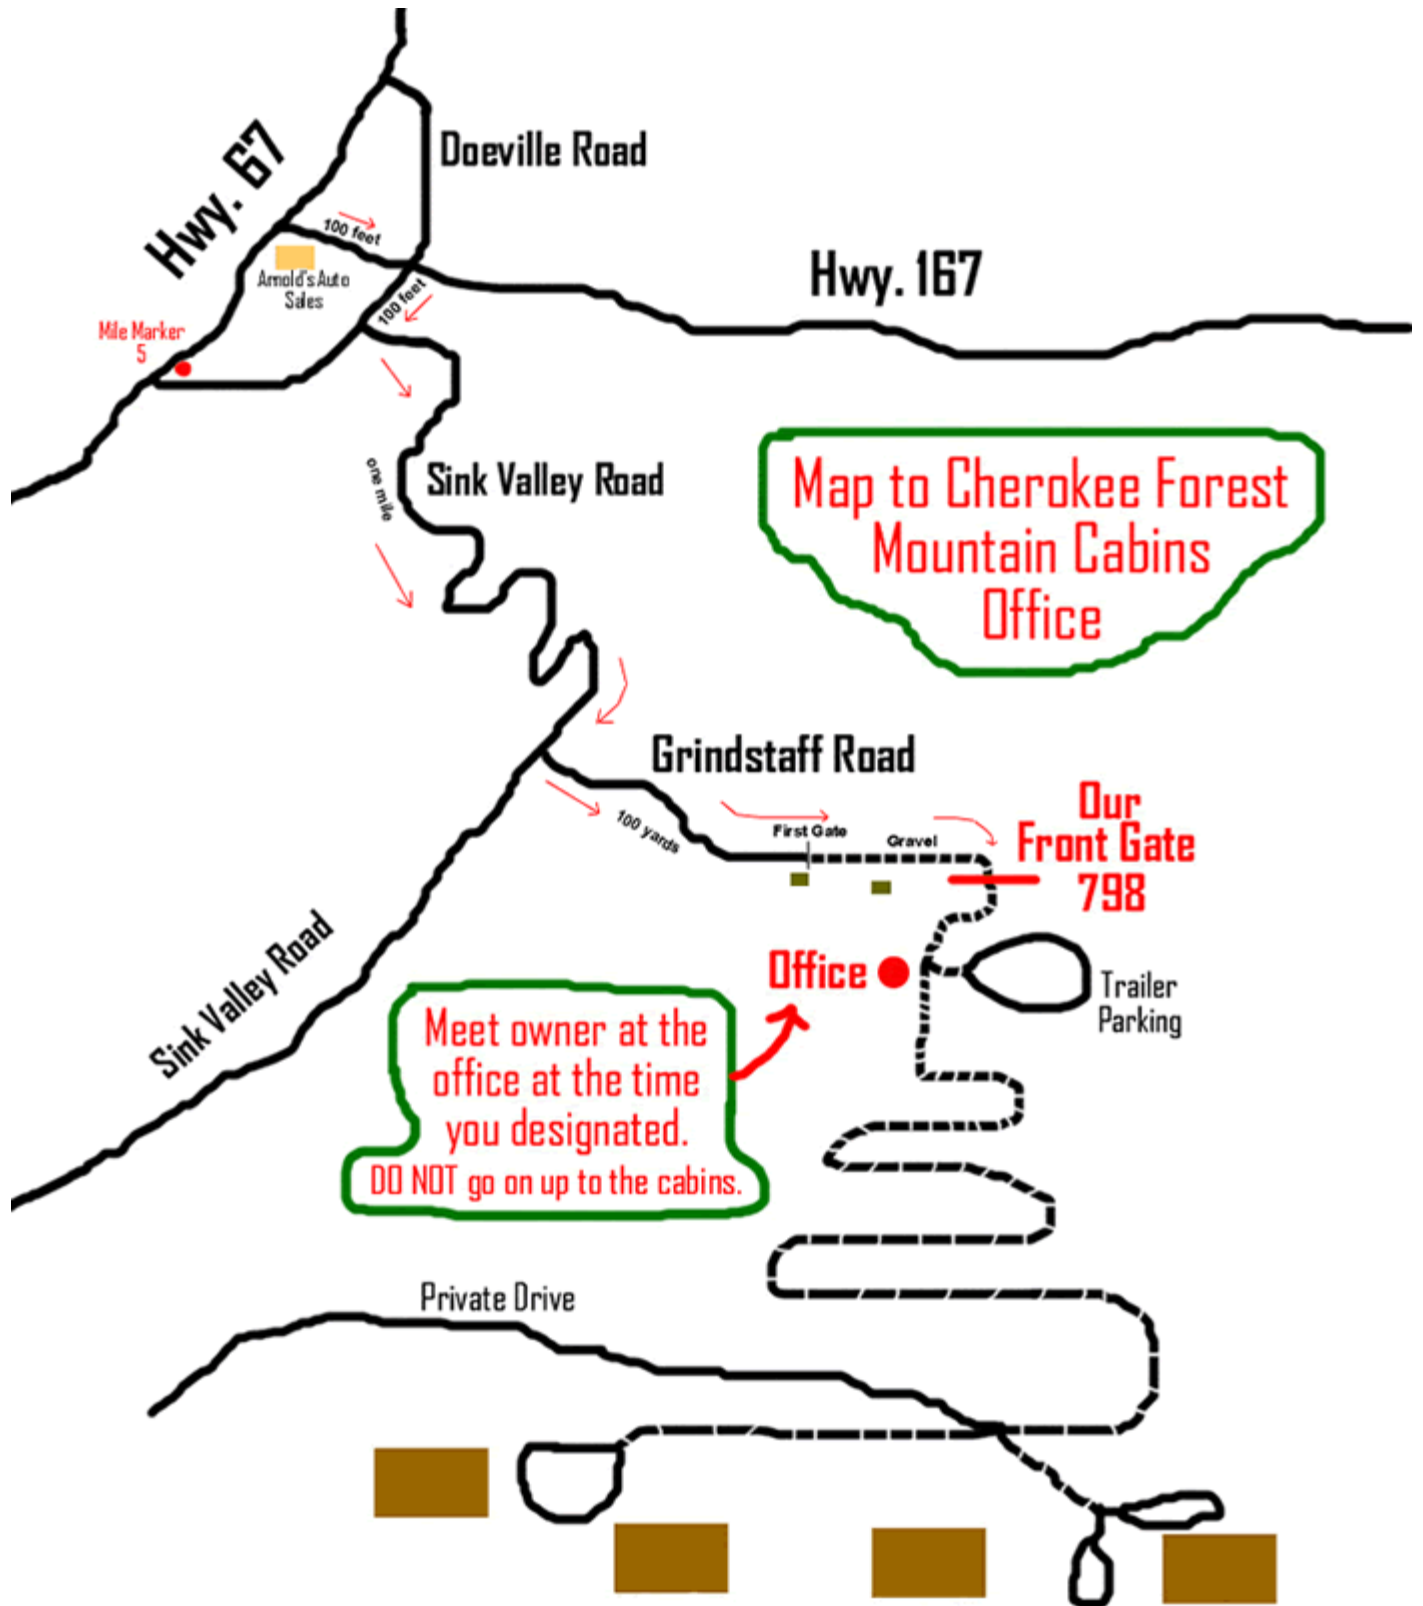 Doeville Road
Hwy. 67
100 feet
Arnold's Auto
Sales
100 feet
Hwy. 167
Mile Marker
5
one mile
Sink Valley Road
Map to Cherokee Forest
Mountain Cabins
Office
Grindstaff Road
100 yards
First Gate
Gravel
Our
Front Gate
798
Sink Valley Road
Office
Trailer
Parking
Meet owner at the
office at the time
you designated.
DO NOT go on up to the cabins.
Private Drive